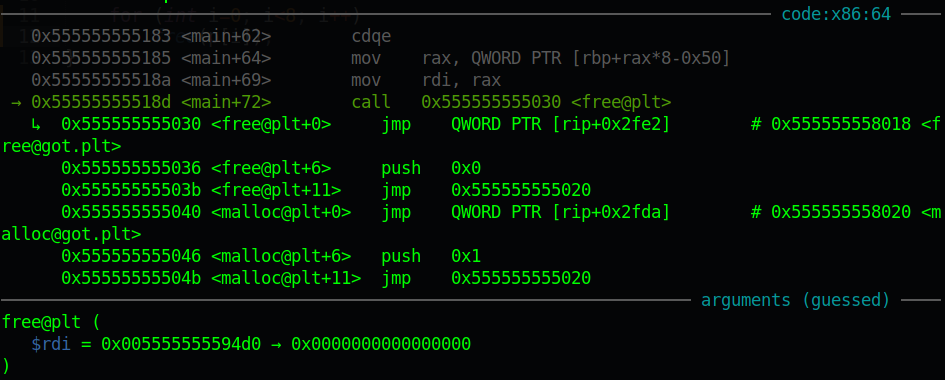 for (int i=0; i<8; i++)
code:x86:64
0x555555555183 <main+62> cdqe
0x555555555185 <main+64> mov rax, QWORD PTR [rbp+rax*8-0x50]
0x55555555518a <main+69> mov rdi, rax
→ 0x55555555518d <main+72> call 0x555555555030 <free@plt>
↳ 0x555555555030 <free@plt+0> jmp QWORD PTR [rip+0x2fe2] # 0x555555558018 <f
ree@got.plt>
0x555555555036 <free@plt+6> push 0x0
0x55555555503b <free@plt+11> jmp 0x555555555020
0x555555555040 <malloc@plt+0> jmp QWORD PTR [rip+0x2fda] # 0x555555558020 <m
alloc@got.plt>
0x555555555046 <malloc@plt+6> push 0x1
0x55555555504b <malloc@plt+11> jmp 0x555555555020
arguments (guessed)
free@plt (
$rdi = 0x005555555594d0 → 0x0000000000000000
)